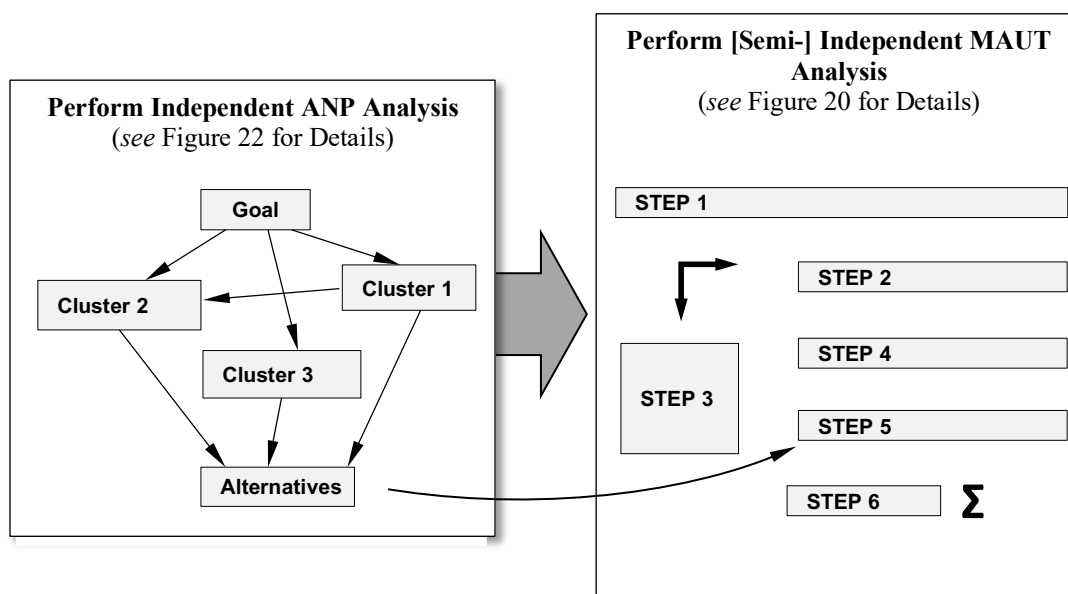 Perform Independent ANP Analysis
(see Figure 22 for Details)
Goal
Cluster 1
Cluster 2
Cluster 3
Alternatives
Perform [Semi-] Independent MAUT
Analysis
(see Figure 20 for Details)
STEP 1
STEP 2
STEP 3
STEP 4
STEP 5
STEP 6
Σ